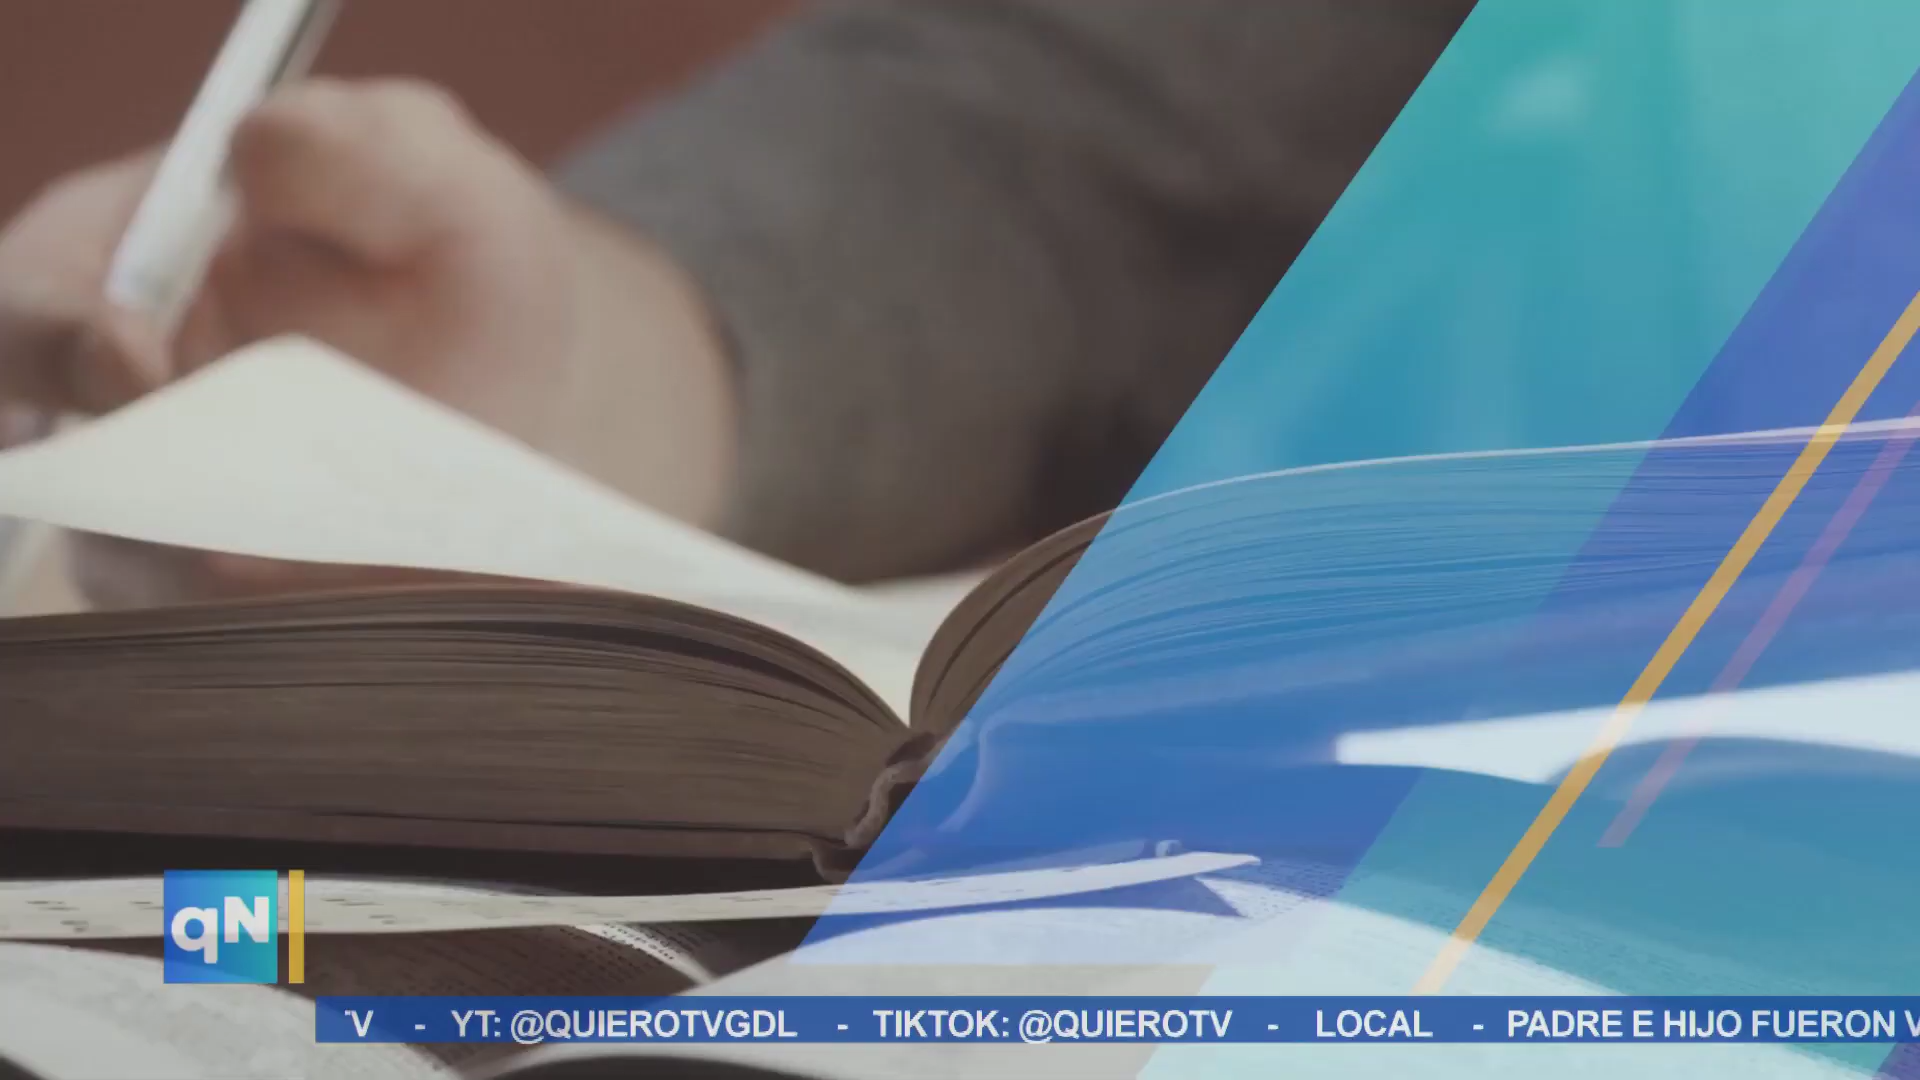 qN
V - YT: @QUIEROTVGDL - TIKTOK: @QUIEROTV - LOCAL - PADRE E HIJO FUERON V